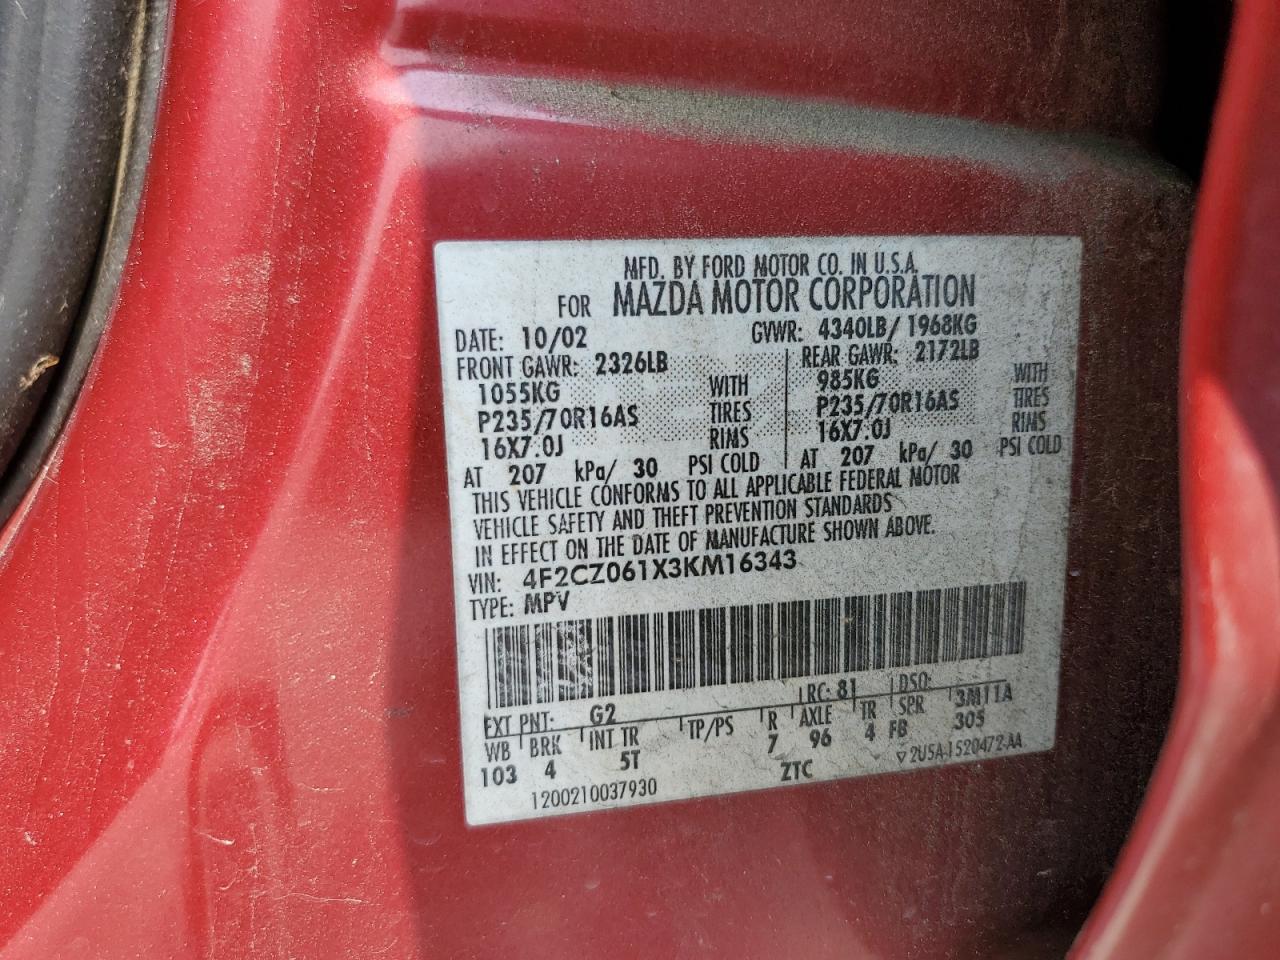 MFD. BY FORD MOTOR CO. IN U.S.A.
FOR MAZDA MOTOR CORPORATION
DATE: 10/02 GVWR: 4340LB/ 1968KG
FRONT GAWR: 2326LB REAR GAWR: 2172LB
1055KG WITH 985KG WITH
P235/70R16AS TIRES P235/70R16AS TIRES
16X7.0J RIMS 16X7.0J RIMS
AT 207 kPa/ 30 PSI COLD AT 207 kPa/ 30 PSI COLD
THIS VEHICLE CONFORMS TO ALL APPLICABLE FEDERAL MOTOR
VEHICLE SAFETY AND THEFT PREVENTION STANDARDS
IN EFFECT ON THE DATE OF MANUFACTURE SHOWN ABOVE.
VIN: 4F2CZ061X3KM16343
TYPE: MPV
EXT PNT: G2 RC: 81 DSO:
WB BRK INT TR TP/PS R AXLE TR SPR 3M11A
103 4 5T 7 96 4 FB 305
1200210037930 ZTC 2U5A-1520472-AA